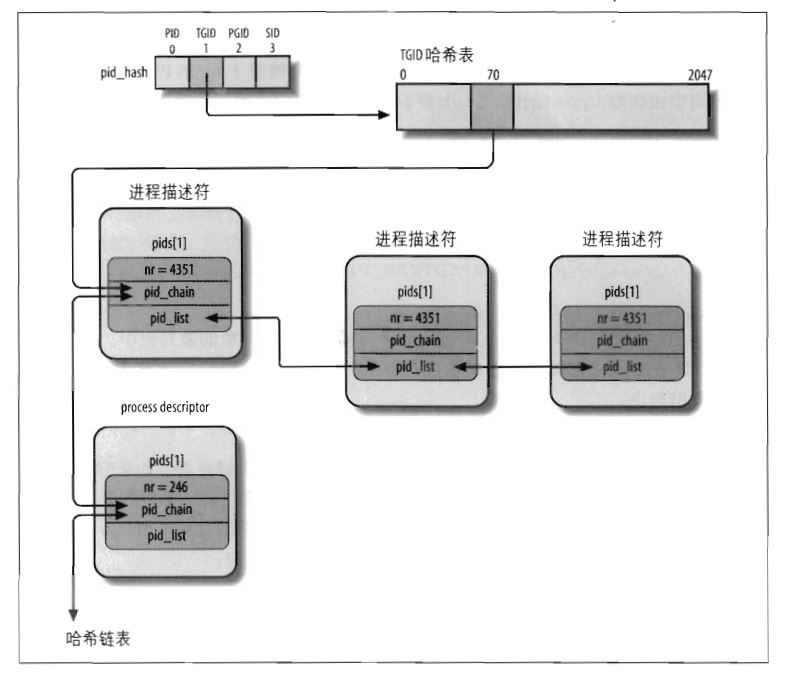 PID TGID PGID SID
0 1 2 3
pid_hash
TGID 哈希表
0 70 2047
进程描述符
pids[1]
nr = 4351
pid_chain
pid_list
进程描述符
pids[1]
nr = 4351
pid_chain
pid_list
进程描述符
pids[1]
nr = 4351
pid_chain
pid_list
process descriptor
pids[1]
nr = 246
pid_chain
pid_list
哈希链表